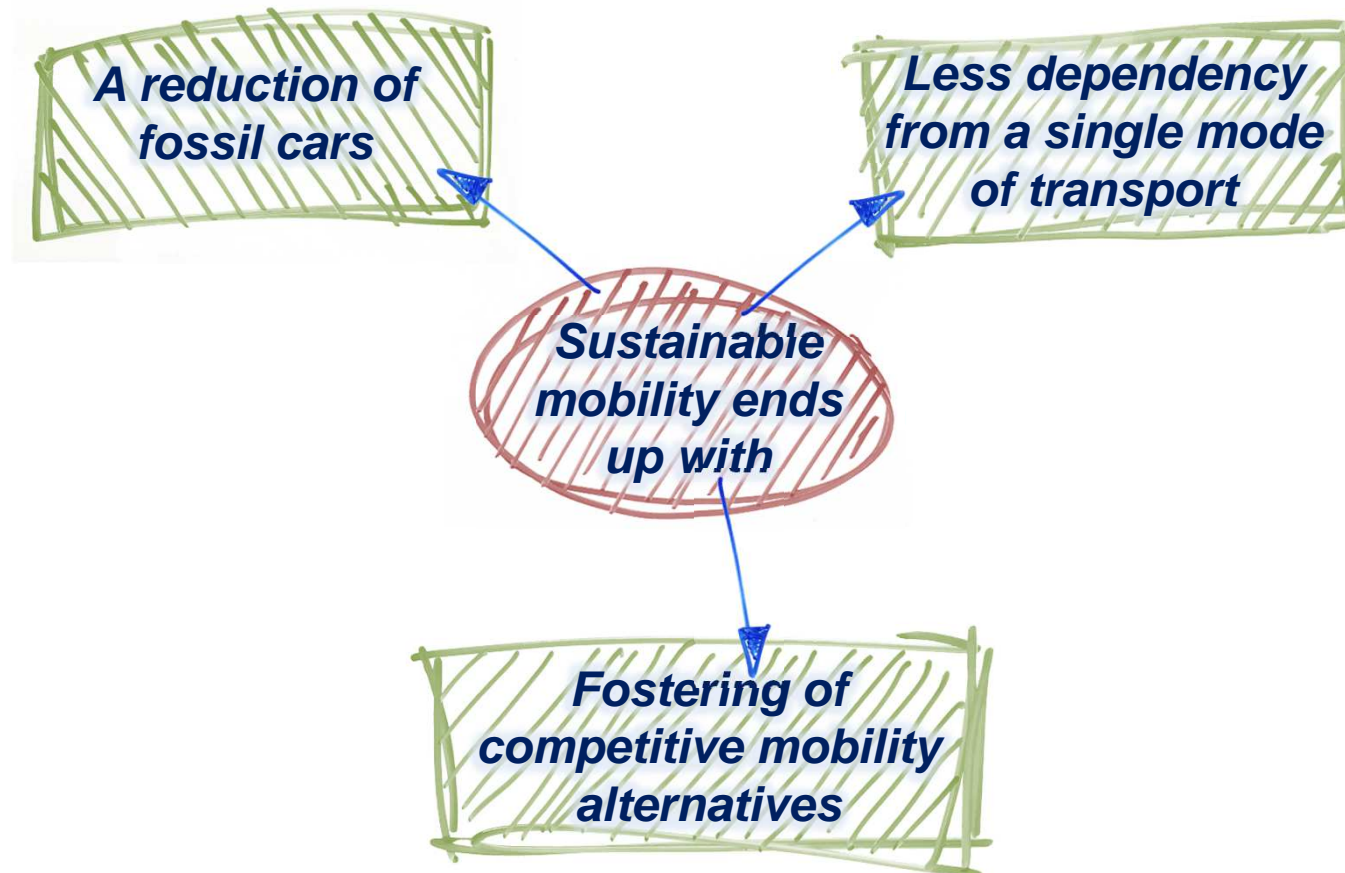 A reduction of
fossil cars
Less dependency
from a single mode
of transport
Sustainable
mobility ends
up with
Fostering of
competitive mobility
alternatives